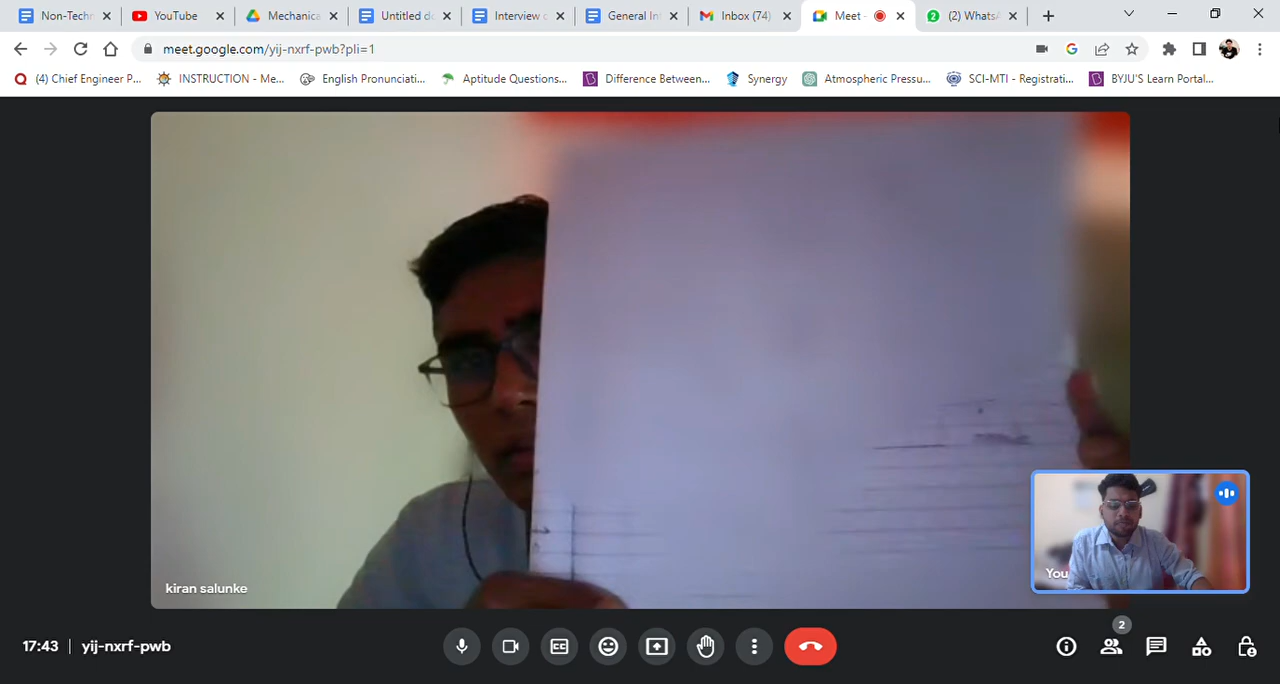 Non-Techn
YouTube
Mechanica
Untitled d
Interview c
General In
Inbox (74)
Meet -
(2) WhatsA
meet.google.com/yij-nxrf-pwb?pli=1
(4) Chief Engineer P...
INSTRUCTION - Me...
English Pronunciati...
Aptitude Questions...
Difference Between...
Synergy
Atmospheric Pressu...
SCI-MTI - Registrati...
BYJU'S Learn Portal...
You
kiran salunke
2
17:43 | yij-nxrf-pwb